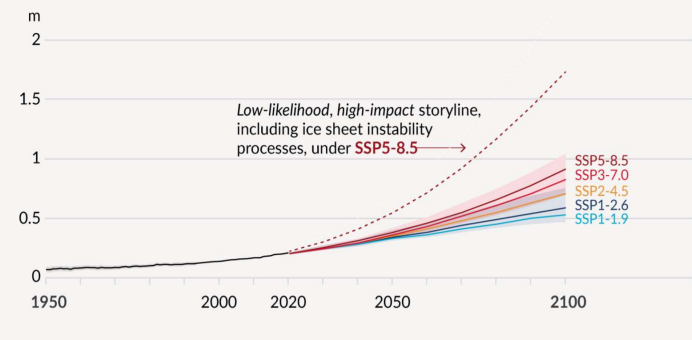 m
2
1.5
Low-likelihood, high-impact storyline,
including ice sheet instability
processes, under SSP5-8.5
1
SSP5-8.5
SSP3-7.0
SSP2-4.5
SSP1-2.6
SSP1-1.9
0.5
0
1950 2000 2020 2050 2100